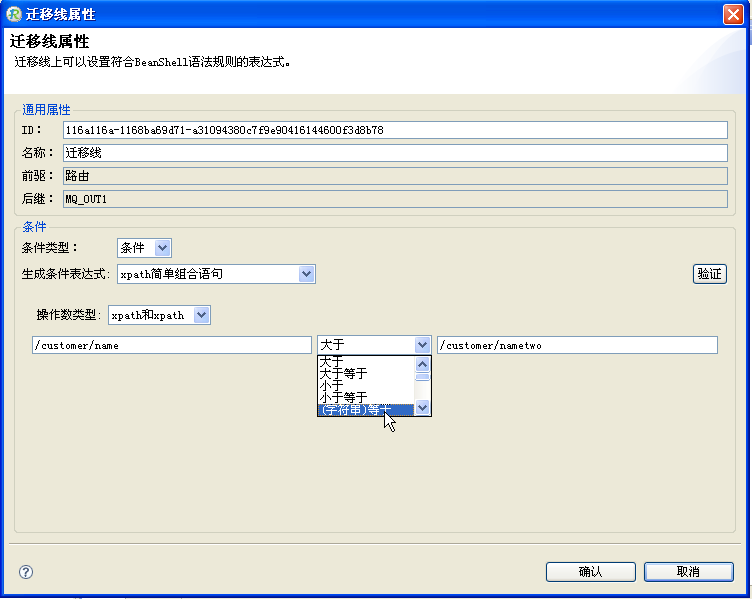 迁移线属性
迁移线属性
迁移线上可以设置符合BeanShell语法规则的表达式。
通用属性
ID： 116a116a-1168ba69d71-a31094380c7f9e90416144600f3d8b78
名称： 迁移线
前驱： 路由
后继： MQ_OUT1
条件
条件类型： 条件
生成条件表达式: xpath简单组合语句 验证
操作数类型: xpath和xpath
/customer/name 大于 /customer/nametwo
大于
大于等于
小于
小于等于
(字符串)等于
确认 取消